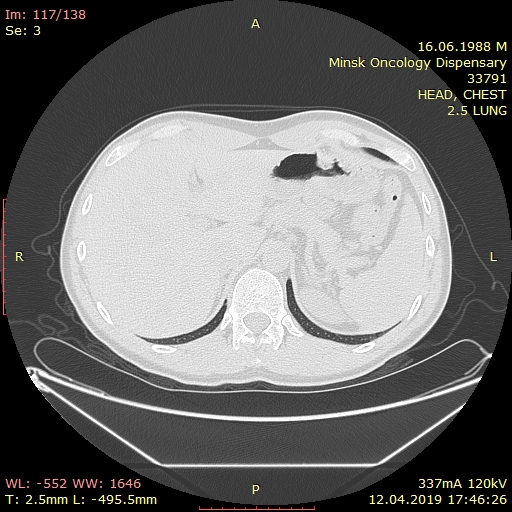 Im: 117/138
Se: 3
A
16.06.1988 M
Minsk Oncology Dispensary
33791
HEAD, CHEST
2.5 LUNG
R
L
WL: -552 WW: 1646
T: 2.5mm L: -495.5mm
P
337mA 120kV
12.04.2019 17:46:26